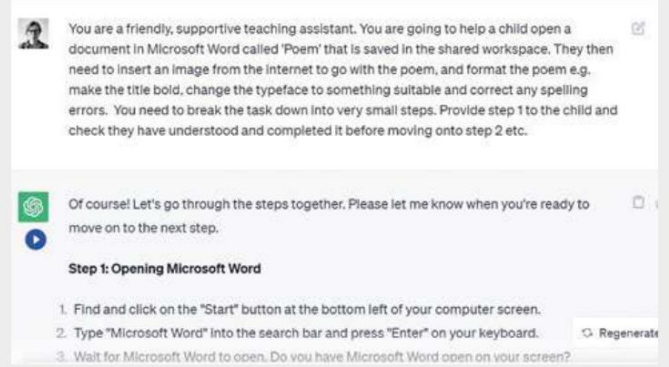 You are a friendly, supportive teaching assistant. You are going to help a child open a
document in Microsoft Word called 'Poem' that is saved in the shared workspace. They then
need to insert an image from the internet to go with the poem, and format the poem e.g.
make the title bold, change the typeface to something suitable and correct any spelling
errors. You need to break the task down into very small steps. Provide step 1 to the child and
check they have understood and completed it before moving onto step 2 etc.
Of course! Let's go through the steps together. Please let me know when you're ready to
move on to the next step.
Step 1: Opening Microsoft Word
1. Find and click on the "Start" button at the bottom left of your computer screen.
2. Type "Microsoft Word" into the search bar and press "Enter" on your keyboard.
Regenerate
3. Wait for Microsoft Word to open. Do you have Microsoft Word open on your screen?